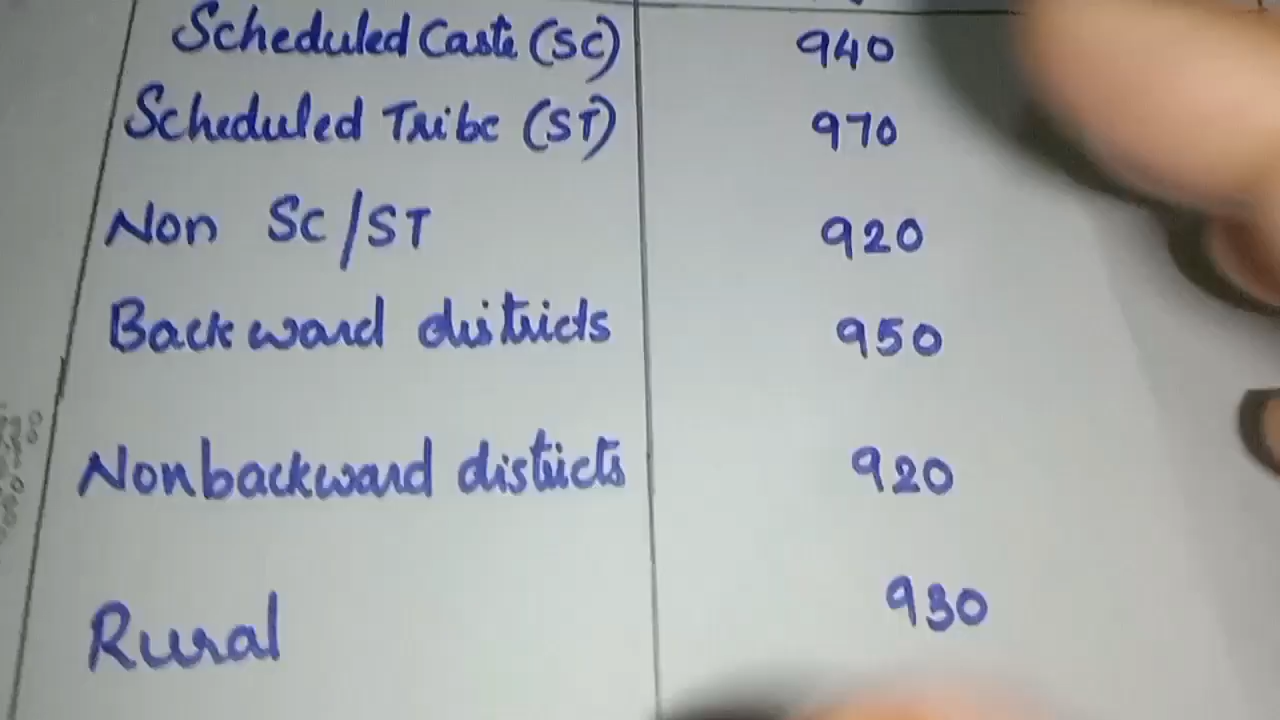 Scheduled Caste (SC) 940
Scheduled Tribe (ST) 970
Non SC/ST 920
Backward districts 950
Nonbackward districts 920
Rural 930